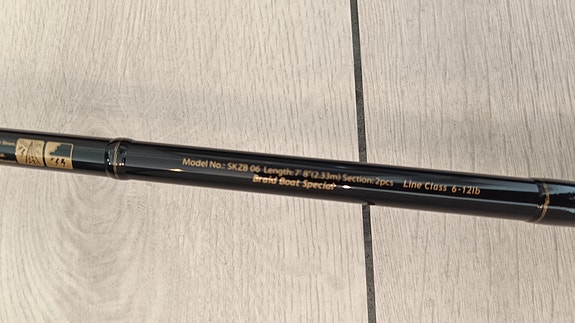 Model No.: SKZB 06 Length: 7' 8"(2.33m) Section: 2pcs Line Class 6-12lb
Braid Boat Special